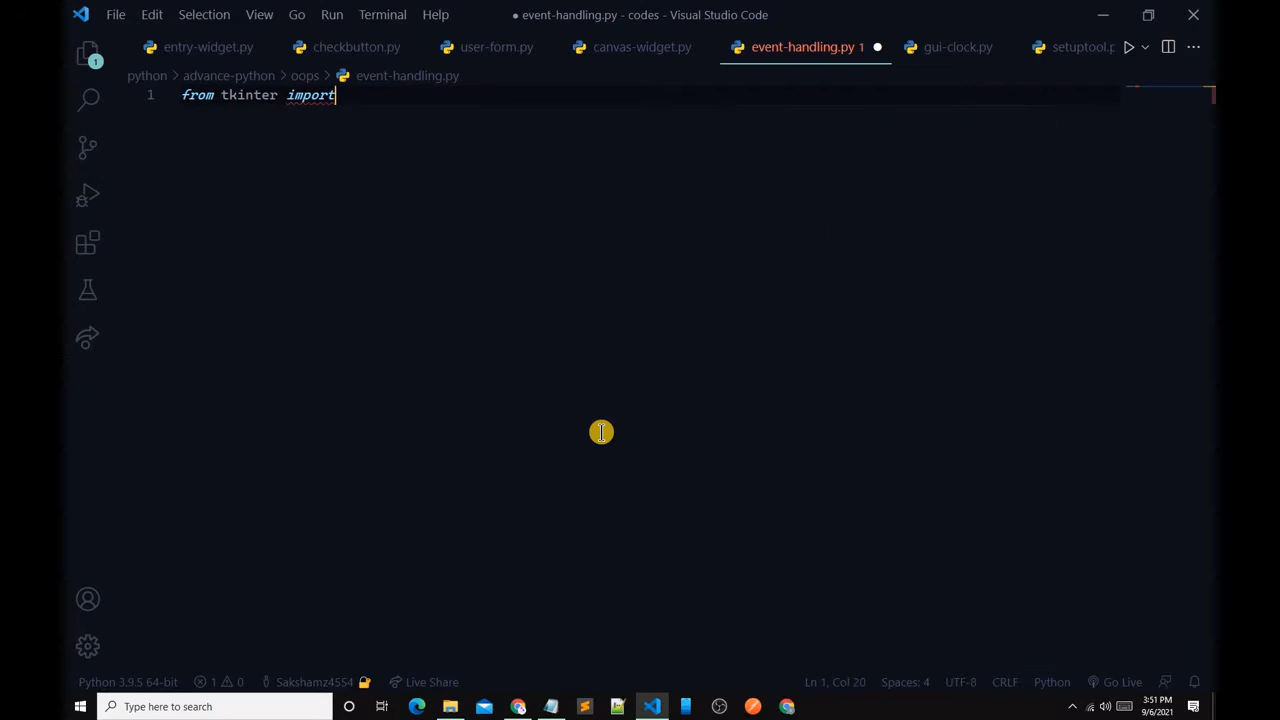 File Edit Selection View Go Run Terminal Help ● event-handling.py - codes - Visual Studio Code
entry-widget.py checkbutton.py user-form.py canvas-widget.py event-handling.py 1 gui-clock.py setuptool.p
python > advance-python > oops > event-handling.py
1 from tkinter import
1
Python 3.9.5 64-bit 1 0 Sakshamz4554 Live Share Ln 1, Col 20 Spaces: 4 UTF-8 CRLF Python Go Live
Type here to search 3:51 PM
9/6/2021